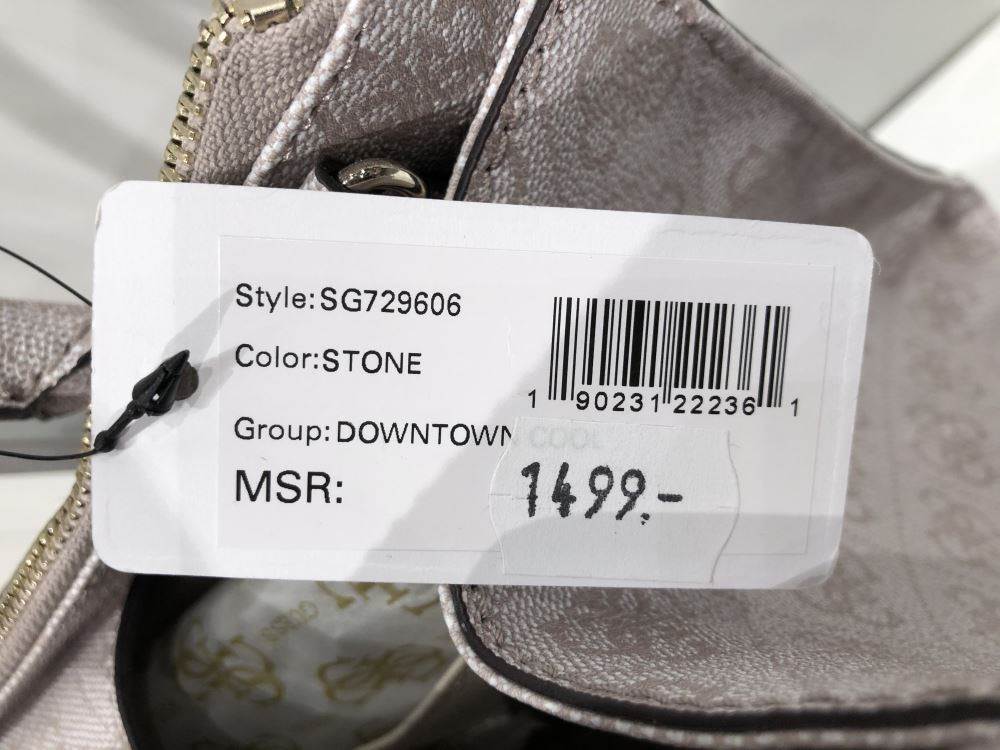 Style:SG729606
Color:STONE
Group:DOWNTOWN COOL
MSR: 1499.-
1 90231 22236 1